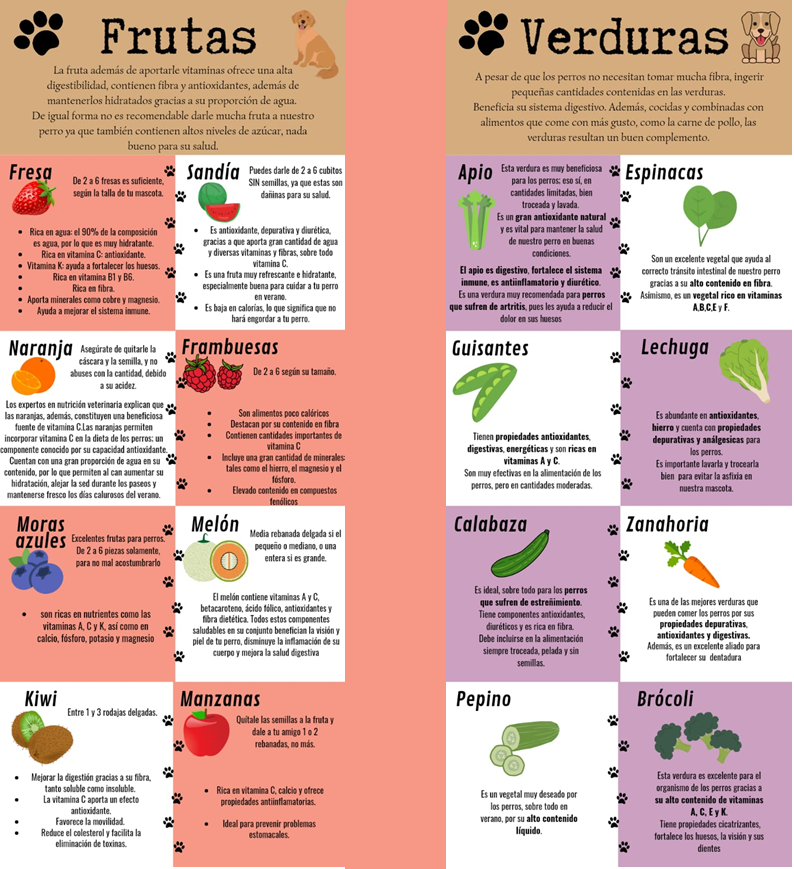 Frutas
La fruta además de aportarle vitaminas ofrece una alta
digestibilidad, contienen fibra y antioxidantes, además de
mantenerlos hidratados gracias a su proporción de agua.
De igual forma no es recomendable darle mucha fruta a nuestro
perro ya que también contienen altos niveles de azúcar, nada
bueno para su salud.
Fresa
De 2 a 6 fresas es suficiente,
según la talla de tu mascota.
Rica en agua: el 90% de la composición
es agua, por lo que es muy hidratante.
Rica en vitamina C: antioxidante.
Vitamina K: ayuda a fortalecer los huesos.
Rica en vitamina B1 y B6.
Rica en fibra.
Aporta minerales como cobre y magnesio.
Ayuda a mejorar el sistema inmune.
Sandía
Puedes darle de 2 a 6 cubitos
SIN semillas, ya que estas son
dañinas para su salud.
Es antioxidante, depurativa y diurética,
gracias a que aporta gran cantidad de agua
y diversas vitaminas y fibras, sobre todo
vitamina C.
Es una fruta muy refrescante e hidratante,
especialmente buena para cuidar a tu perro
en verano.
Es baja en calorías, lo que significa que no
hará engordar a tu perro.
Naranja
Asegúrate de quitarle la
cáscara y la semilla, y no
abuses con la cantidad, debido
a su acidez.
Los expertos en nutrición veterinaria explican que
las naranjas, además, constituyen una beneficiosa
fuente de vitamina C.Las naranjas permiten
incorporar vitamina C en la dieta de los perros; un
componente conocido por su capacidad antioxidante.
Cuentan con una gran proporción de agua en su
contenido, por lo que permiten al can aumentar su
hidratación, alejar la sed durante los paseos y
mantenerse fresco los días calurosos del verano.
Frambuesas
De 2 a 6 según su tamaño.
Son alimentos poco calóricos
Destacan por su contenido en fibra
Contienen cantidades importantes de
vitamina C
Incluye una gran cantidad de minerales
tales como el hierro, el magnesio y el
fósforo.
Elevado contenido en compuestos
fenólicos
Moras
azules
Excelentes frutas para perros.
De 2 a 6 piezas solamente,
para no mal acostumbrarlo
son ricas en nutrientes como las
vitaminas A, C y K, así como en
calcio, fósforo, potasio y magnesio
Melón
Media rebanada delgada si el
pequeño o mediano, o una
entera si es grande.
El melón contiene vitaminas A y C,
betacaroteno, ácido fólico, antioxidantes y
fibra dietética. Todos estos componentes
saludables en su conjunto benefician la visión y
piel de tu perro, disminuye la inflamación de su
cuerpo y mejora la salud digestiva
Kiwi
Entre 1 y 3 rodajas delgadas.
Mejorar la digestión gracias a su fibra,
tanto soluble como insoluble.
La vitamina C aporta un efecto
antioxidante.
Favorece la movilidad.
Reduce el colesterol y facilita la
eliminación de toxinas.
Manzanas
Quítale las semillas a la fruta y
dale a tu amigo 1 o 2
rebanadas, no más.
Rica en vitamina C, calcio y ofrece
propiedades antiinflamatorias.
Ideal para prevenir problemas
estomacales.
Verduras
A pesar de que los perros no necesitan tomar mucha fibra, ingerir
pequeñas cantidades contenidas en las verduras.
Beneficia su sistema digestivo. Además, cocidas y combinadas con
alimentos que come con más gusto, como la carne de pollo, las
verduras resultan un buen complemento.
Apio
Esta verdura es muy beneficiosa
para los perros; eso sí, en
cantidades limitadas, bien
troceada y lavada.
Es un gran antioxidante natural
y es vital para mantener la salud
de nuestro perro en buenas
condiciones.
El apio es digestivo, fortalece el sistema
inmune, es antiinflamatorio y diurético.
Es una verdura muy recomendada para perros
que sufren de artritis, pues les ayuda a reducir el
dolor en sus huesos
Espinacas
Son un excelente vegetal que ayuda al
correcto tránsito intestinal de nuestro perro
gracias a su alto contenido en fibra.
Asimismo, es un vegetal rico en vitaminas
A,B,C,E y F.
Guisantes
Tienen propiedades antioxidantes,
digestivas, energéticas y son ricas en
vitaminas A y C.
Son muy efectivas en la alimentación de los
perros, pero en cantidades moderadas.
Lechuga
Es abundante en antioxidantes,
hierro y cuenta con propiedades
depurativas y análgesicas para
los perros.
Es importante lavarla y trocearla
bien para evitar la asfixia en
nuestra mascota.
Calabaza
Es ideal, sobre todo para los perros
que sufren de estreñimiento.
Tiene componentes antioxidantes,
diuréticos y es rica en fibra.
Debe incluirse en la alimentación
siempre troceada, pelada y sin
semillas.
Zanahoria
Es una de las mejores verduras que
pueden comer los perros por sus
propiedades depurativas,
antioxidantes y digestivas.
Además, es un excelente aliado para
fortalecer su dentadura
Pepino
Es un vegetal muy deseado por
los perros, sobre todo en
verano, por su alto contenido
líquido.
Brócoli
Esta verdura es excelente para el
organismo de los perros gracias a
su alto contenido de vitaminas
A, C, E y K.
Tiene propiedades cicatrizantes,
fortalece los huesos, la visión y sus
dientes